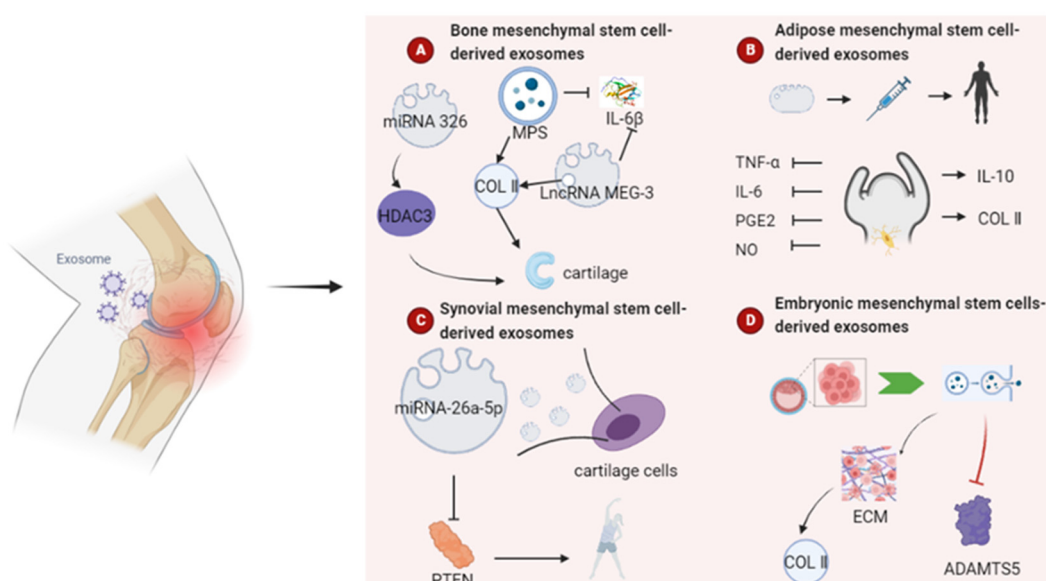 Exosome
A
Bone meschymal stem cell-
derived exosomes
miRNA 326
MPS
IL-6β
COL II
LncRNA MEG-3
HDAC3
cartilage
B
Adipose mesenchymal stem cell-
derived exosomes
TNF-α
IL-6
PGE2
NO
IL-10
COL II
C
Synovial mesenchymal stem cell-
derived exosomes
miRNA-26a-5p
cartilage cells
PTEN
D
Embryonic mesenchymal stem cells-
derived exosomes
ECM
COL II
ADAMTS5